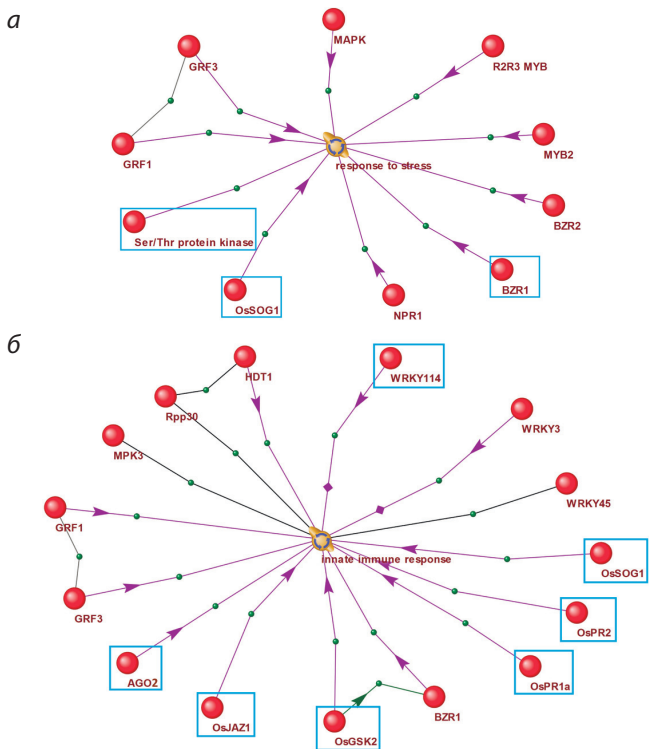 а
MAPK
GRF3
R2R3 MYB
GRF1
MYB2
response to stress
BZR2
Ser/Thr protein kinase
BZR1
OsSOG1
NPR1
б
HDT1
WRKY114
Rpp30
WRKY3
MPK3
WRKY45
GRF1
innate immune response
OsSOG1
GRF3
OsPR2
AGO2
OsPR1a
OsJAZ1
BZR1
OsGSK2